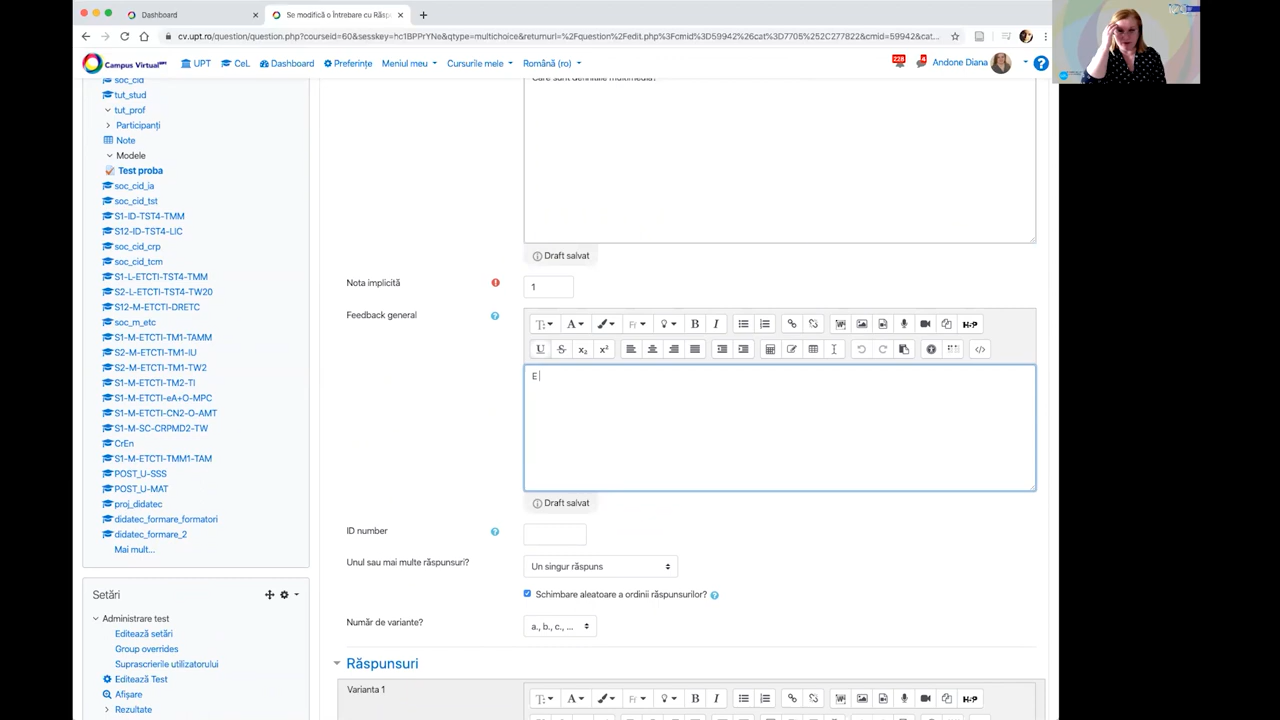 Dashboard
Se modifică o Întrebare cu Răsp
cv.upt.ro/question/question.php?courseid=60&sesskey=hc1BPPrYNe&qtype=multichoice&returnurl=%2Fquestion%2Fedit.php%3Fcmid%3D59942%26cat%3D7705%252C277822&cmid=59942&cat...
Campus Virtual UPT
UPT
CeL
Dashboard
Preferințe
Meniul meu
Cursurile mele
Română (ro)
228
Andone Diana
soc_cid
tut_stud
tut_prof
Participanți
Note
Modele
Test proba
soc_cid_ia
soc_cid_tst
S1-ID-TST4-TMM
S12-ID-TST4-LIC
soc_cid_crp
soc_cid_tcm
S1-L-ETCTI-TST4-TMM
S2-L-ETCTI-TST4-TW20
S12-M-ETCTI-DRETC
soc_m_etc
S1-M-ETCTI-TM1-TAMM
S2-M-ETCTI-TM1-IU
S2-M-ETCTI-TM1-TW2
S1-M-ETCTI-TM2-TI
S1-M-ETCTI-eA+O-MPC
S1-M-ETCTI-CN2-O-AMT
S1-M-SC-CRPMD2-TW
CrEn
S1-M-ETCTI-TMM1-TAM
POST_U-SSS
POST_U-MAT
proj_didatec
didatec_formare_formatori
didatec_formare_2
Mai mult...
Setări
Administrare test
Editează setări
Group overrides
Suprascrierile utilizatorului
Editează Test
Afișare
Rezultate
Care sunt definițiile multimedia?
Draft salvat
Nota implicită
1
Feedback general
E
Draft salvat
ID number
Unul sau mai multe răspunsuri?
Un singur răspuns
Schimbare aleatoare a ordinii răspunsurilor?
Număr de variante?
a., b., c., ...
Răspunsuri
Varianta 1